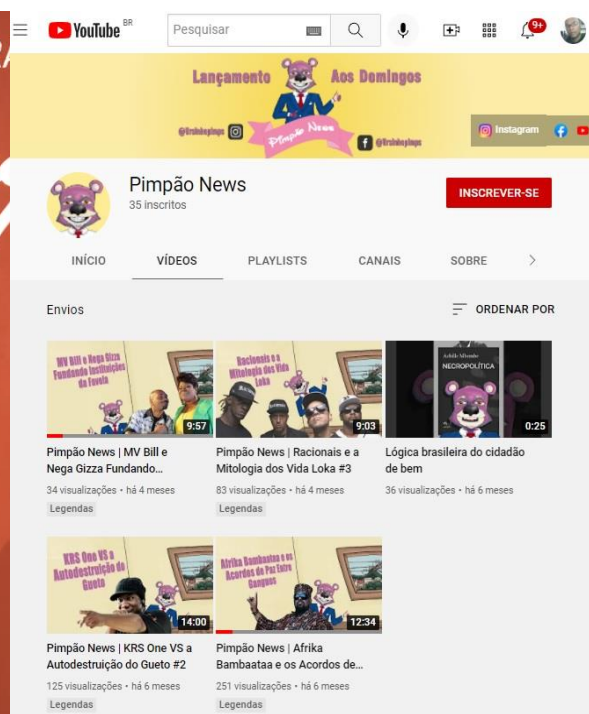 YouTube BR
Pesquisar
9+
Lançamento Aos Domingos
Pimpão News
Instagram
Pimpão News
35 inscritos
INSCREVER-SE
INÍCIO VÍDEOS PLAYLISTS CANAIS SOBRE
Envios
ORDENAR POR
MV Bill e Nega Gizza
Fundando Instituições
da Favela
9:57
Pimpão News | MV Bill e
Nega Gizza Fundando...
34 visualizações • há 4 meses
Legendas
Racionais e a
Mitologia dos Vida
Loka
9:03
Pimpão News | Racionais e a
Mitologia dos Vida Loka #3
83 visualizações • há 4 meses
Legendas
Achille Mbembe
NECROPOLÍTICA
0:25
Lógica brasileira do cidadão
de bem
36 visualizações • há 6 meses
KRS One VS a
Autodestruição do
Gueto
14:00
Pimpão News | KRS One VS a
Autodestruição do Gueto #2
125 visualizações • há 6 meses
Legendas
Afrika Bambaataa e os
Acordos de Paz Entre
Gangues
12:34
Pimpão News | Afrika
Bambaataa e os Acordos de...
251 visualizações • há 6 meses
Legendas